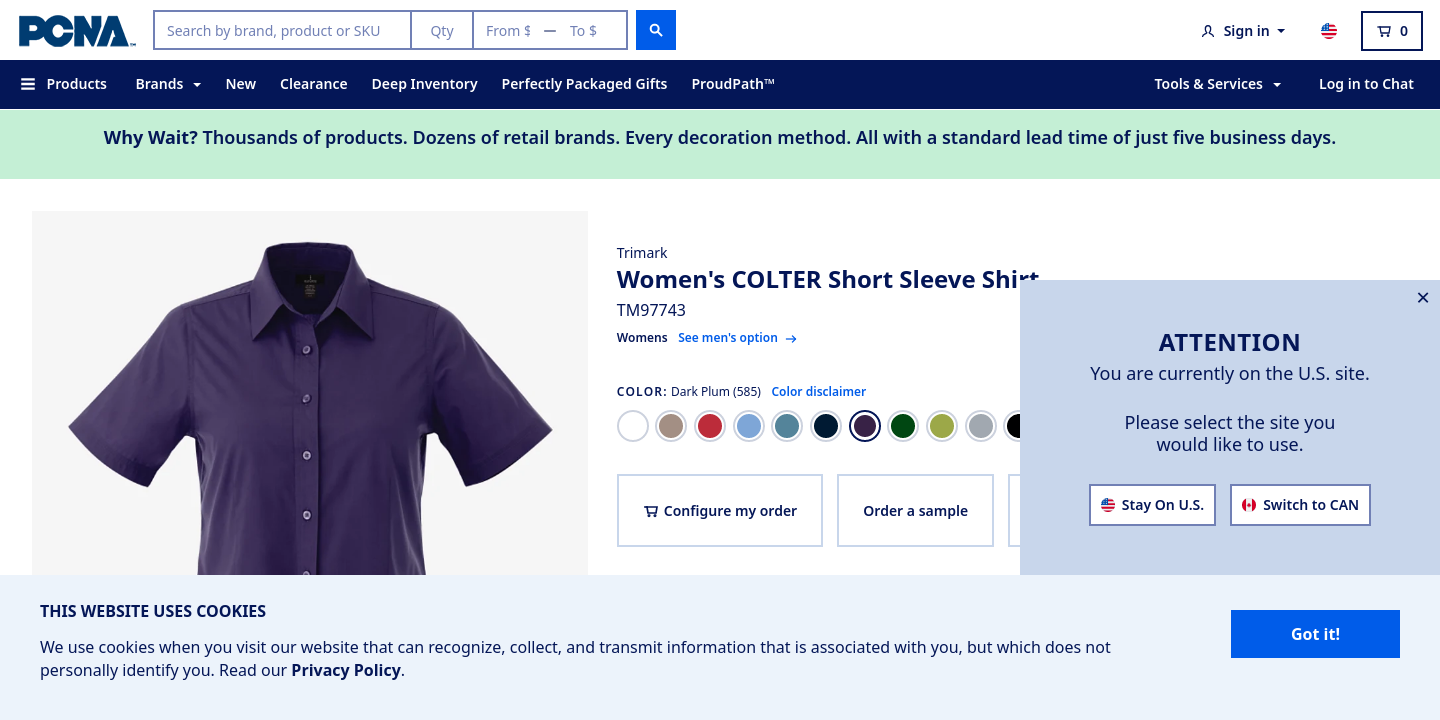 PCNA
Search by brand, product or SKU
Qty
From $ — To $
Sign in
0
Products
Brands
New
Clearance
Deep Inventory
Perfectly Packaged Gifts
ProudPath™
Tools & Services
Log in to Chat
Why Wait? Thousands of products. Dozens of retail brands. Every decoration method. All with a standard lead time of just five business days.
Trimark
Women's COLTER Short Sleeve Shirt
TM97743
Womens See men's option →
COLOR: Dark Plum (585) Color disclaimer
Configure my order
Order a sample
ATTENTION
You are currently on the U.S. site.
Please select the site you
would like to use.
Stay On U.S.
Switch to CAN
THIS WEBSITE USES COOKIES
We use cookies when you visit our website that can recognize, collect, and transmit information that is associated with you, but which does not
personally identify you. Read our Privacy Policy.
Got it!